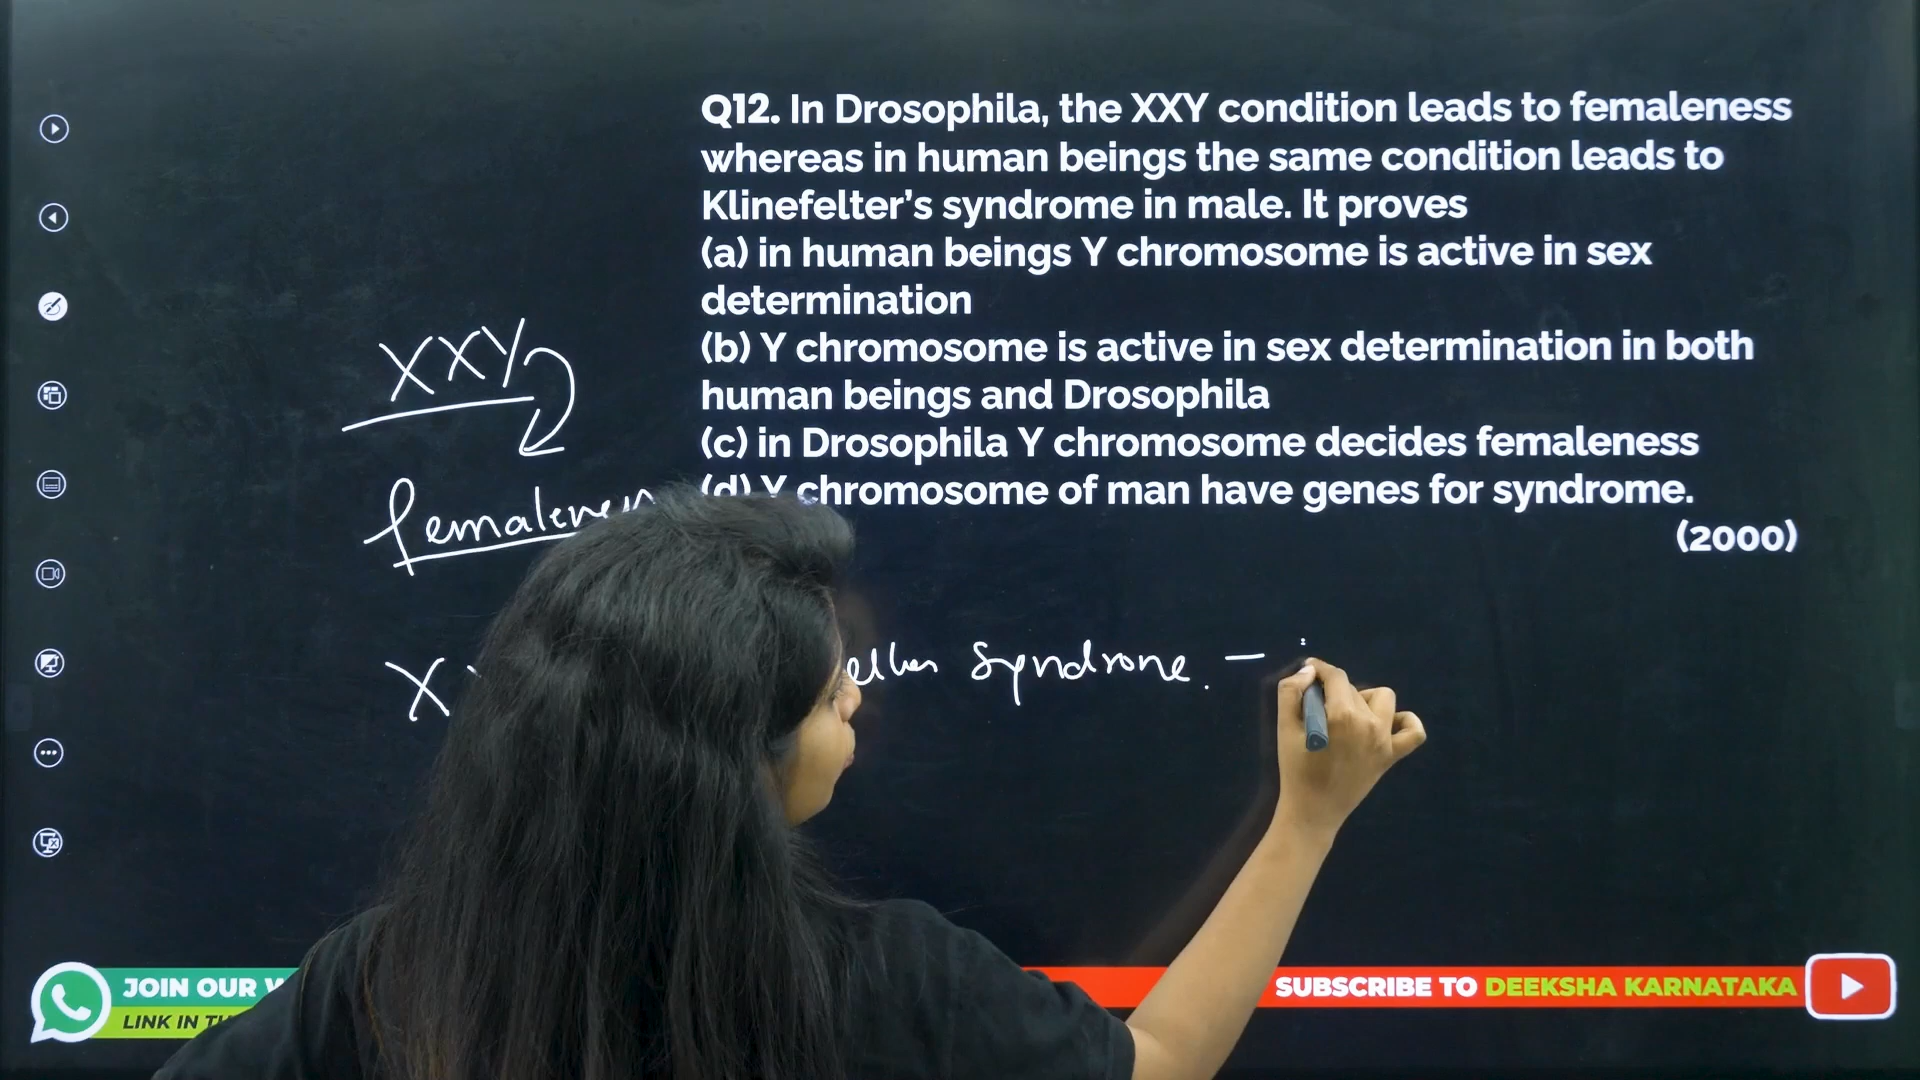 Q12. In Drosophila, the XXY condition leads to femaleness
whereas in human beings the same condition leads to
Klinefelter's syndrome in male. It proves
(a) in human beings Y chromosome is active in sex
determination
(b) Y chromosome is active in sex determination in both
human beings and Drosophila
(c) in Drosophila Y chromosome decides femaleness
(d) Y chromosome of man have genes for syndrome.
(2000)
XXY
femalenes
X
Syndrone. –
JOIN OUR
LINK IN
SUBSCRIBE TO DEEKSHA KARNATAKA